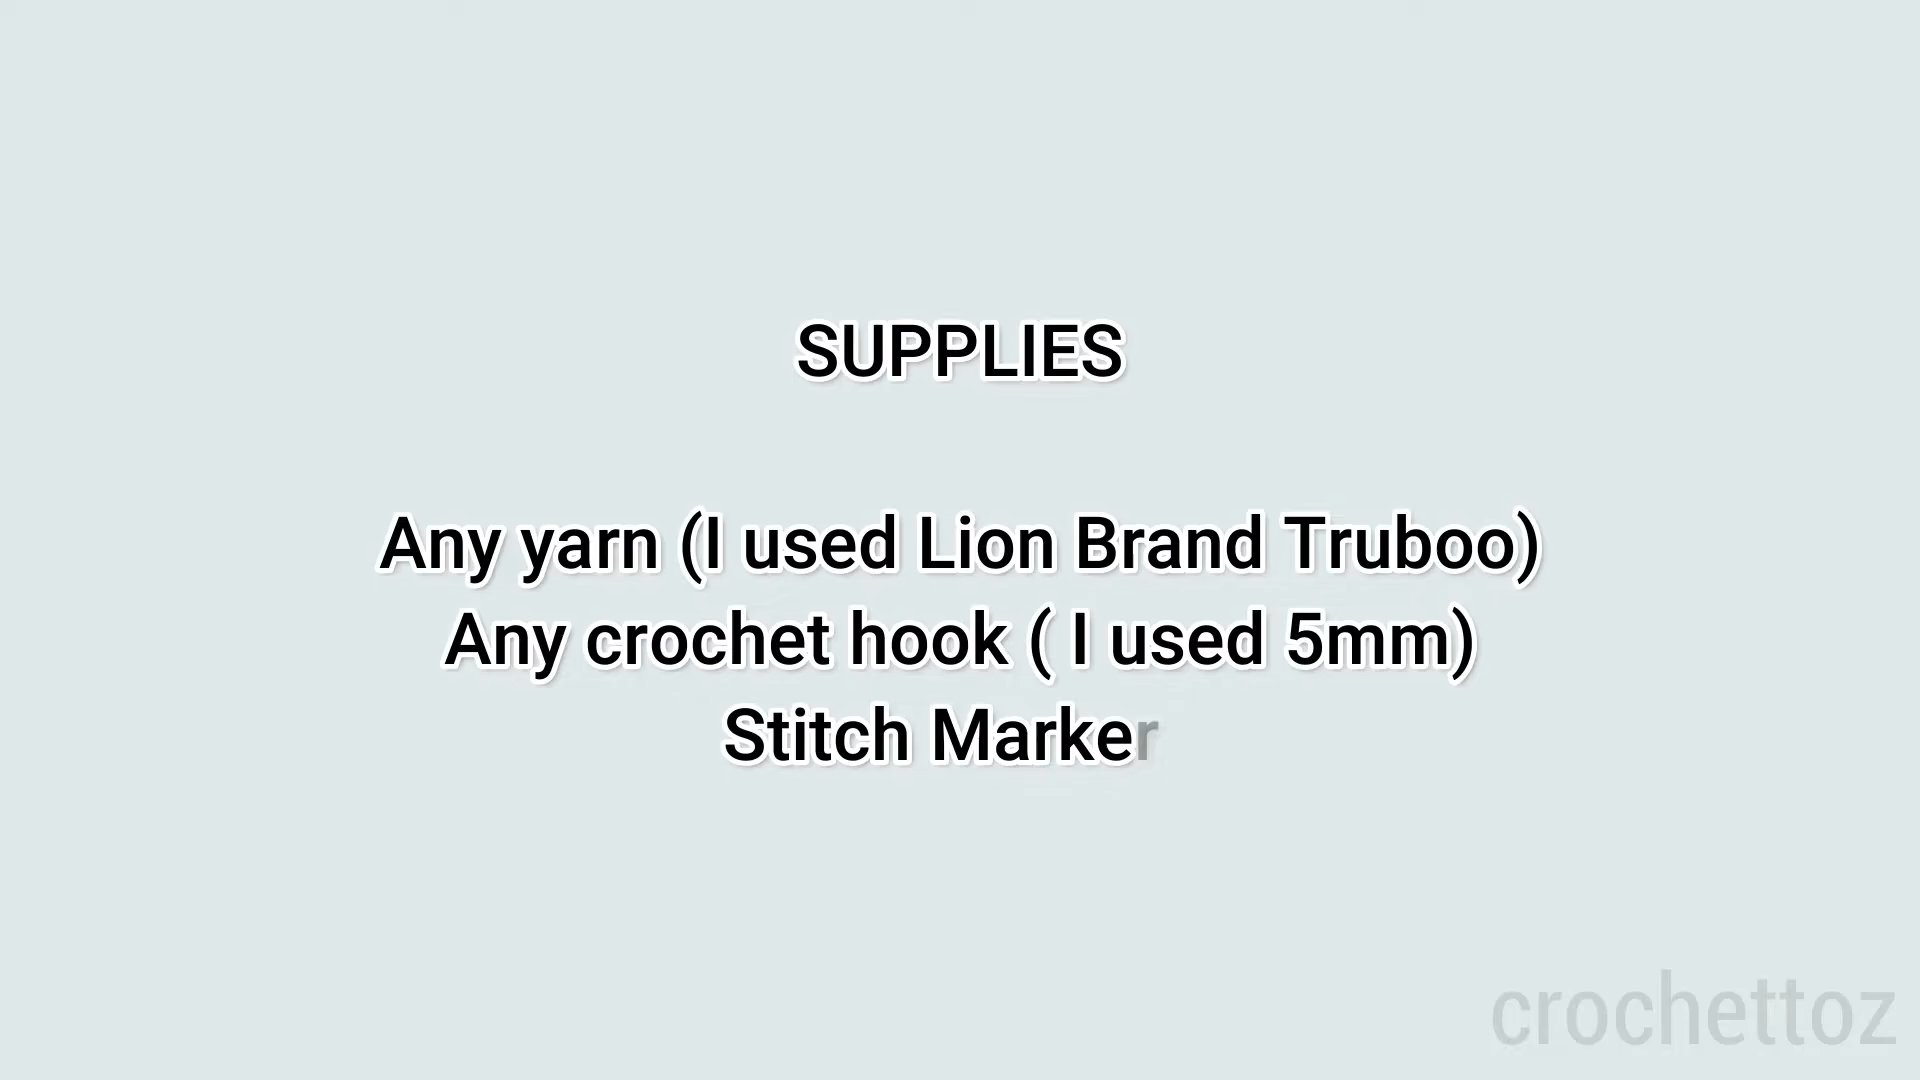 SUPPLIES
Any yarn (I used Lion Brand Truboo)
Any crochet hook ( I used 5mm)
Stitch Marker
crochettoz